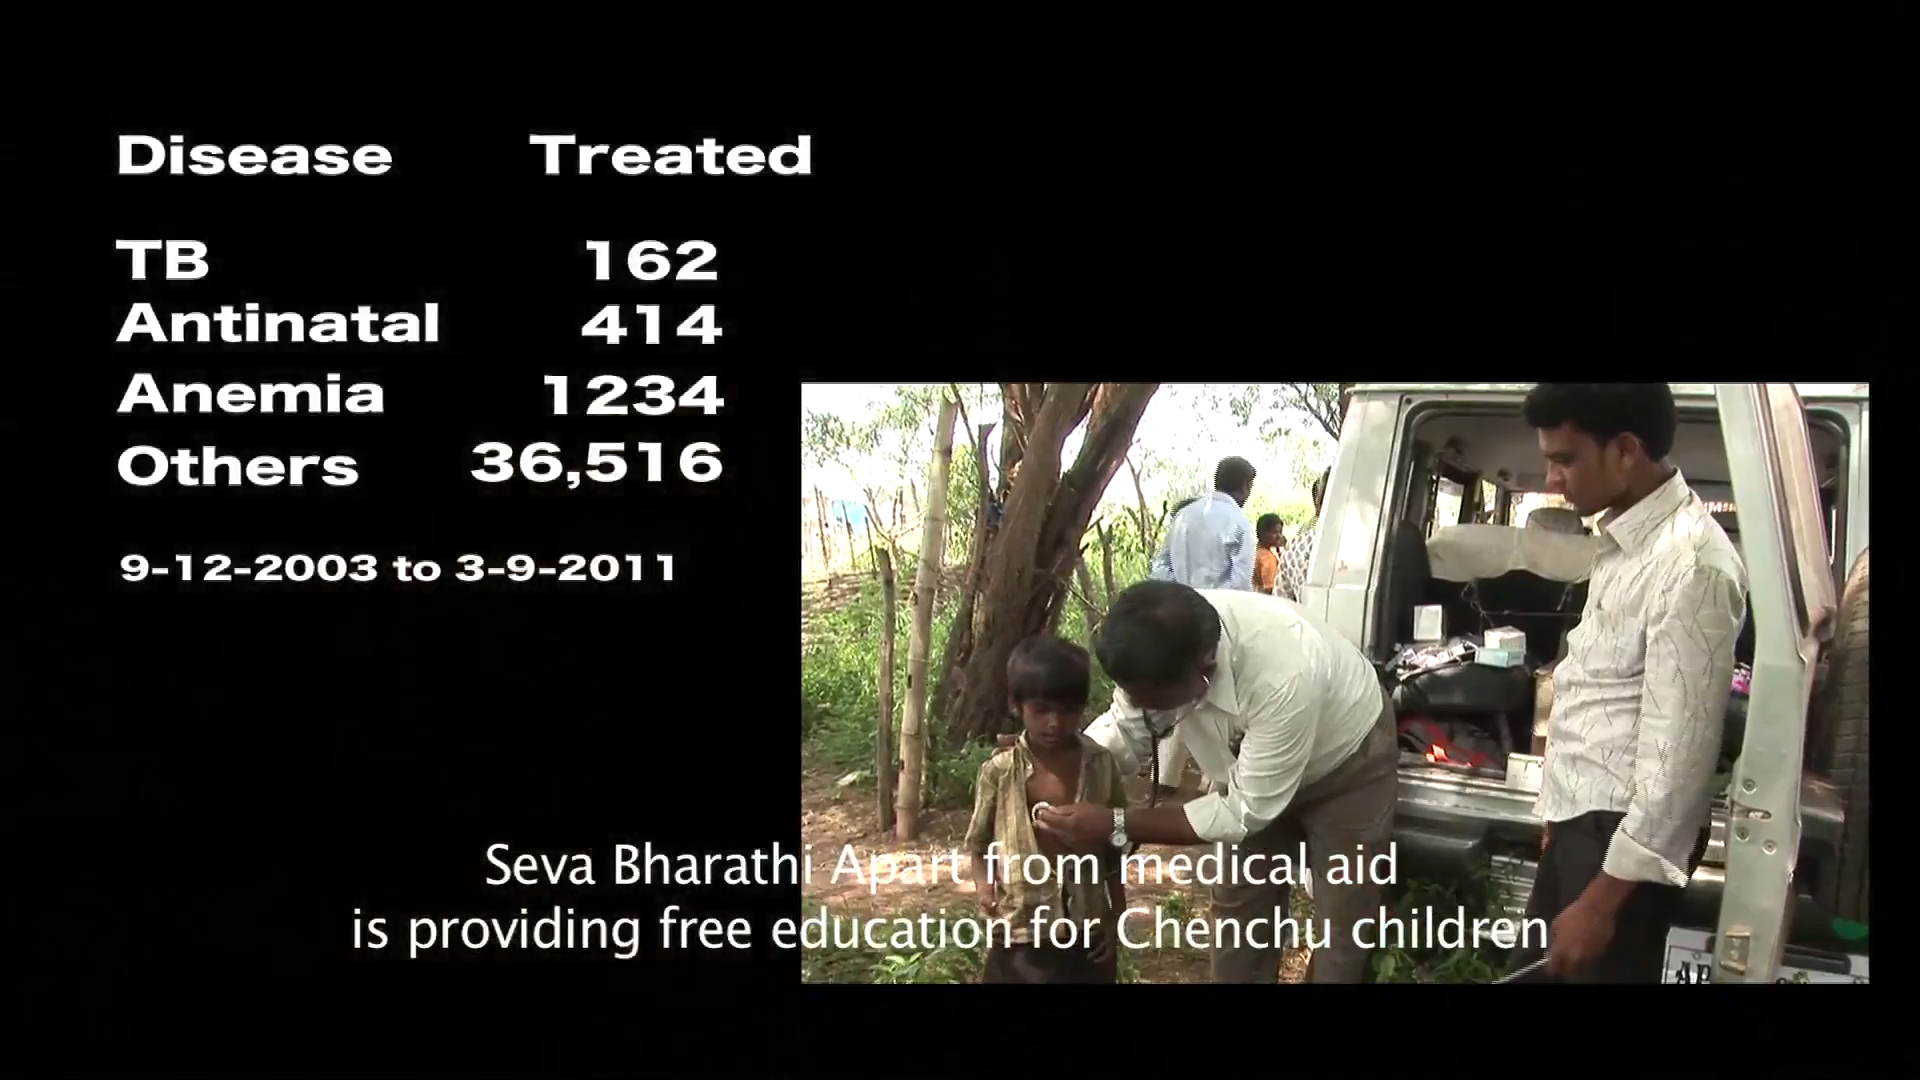 Disease Treated
TB 162
Antinatal 414
Anemia 1234
Others 36,516
9-12-2003 to 3-9-2011
Seva Bharathi Apart from medical aid
is providing free education for Chenchu children